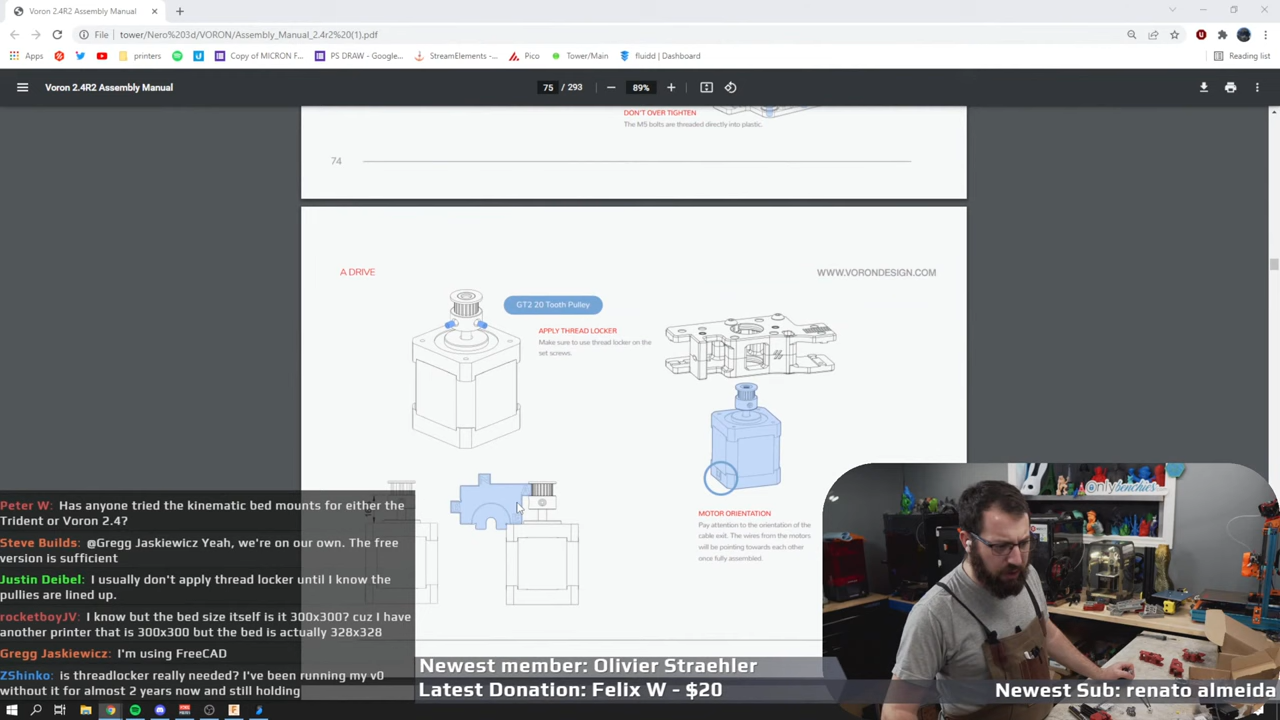 Voron 2.4R2 Assembly Manual
File
tower/Nero%203d/VORON/Assembly_Manual_2.4r2%20(1).pdf
Apps
printers
Copy of MICRON F...
PS DRAW - Google...
StreamElements -...
Pico
Tower/Main
fluidd | Dashboard
Reading list
Voron 2.4R2 Assembly Manual
75 / 293
89%
DON'T OVER TIGHTEN
The M5 bolts are threaded directly into plastic.
74
A DRIVE
WWW.VORONDESIGN.COM
GT2 20 Tooth Pulley
APPLY THREAD LOCKER
Make sure to use thread locker on the
set screws.
MOTOR ORIENTATION
Pay attention to the orientation of the
cable exit. The wires from the motors
will be pointing towards each other
once fully assembled.
Peter W: Has anyone tried the kinematic bed mounts for either the
Trident or Voron 2.4?
Steve Builds: @Gregg Jaskiewicz Yeah, we're on our own. The free
version is sufficient
Justin Deibel: I usually don't apply thread locker until I know the
pullies are lined up.
rocketboyJV: I know but the bed size itself is it 300x300? cuz I have
another printer that is 300x300 but the bed is actually 328x328
Gregg Jaskiewicz: I'm using FreeCAD
ZShinko: is threadlocker really needed? I've been running my v0
without it for almost 2 years now and still holding
@onlybenchies
Newest member: Olivier Straehler
Latest Donation: Felix W - $20
Newest Sub: renato almeida